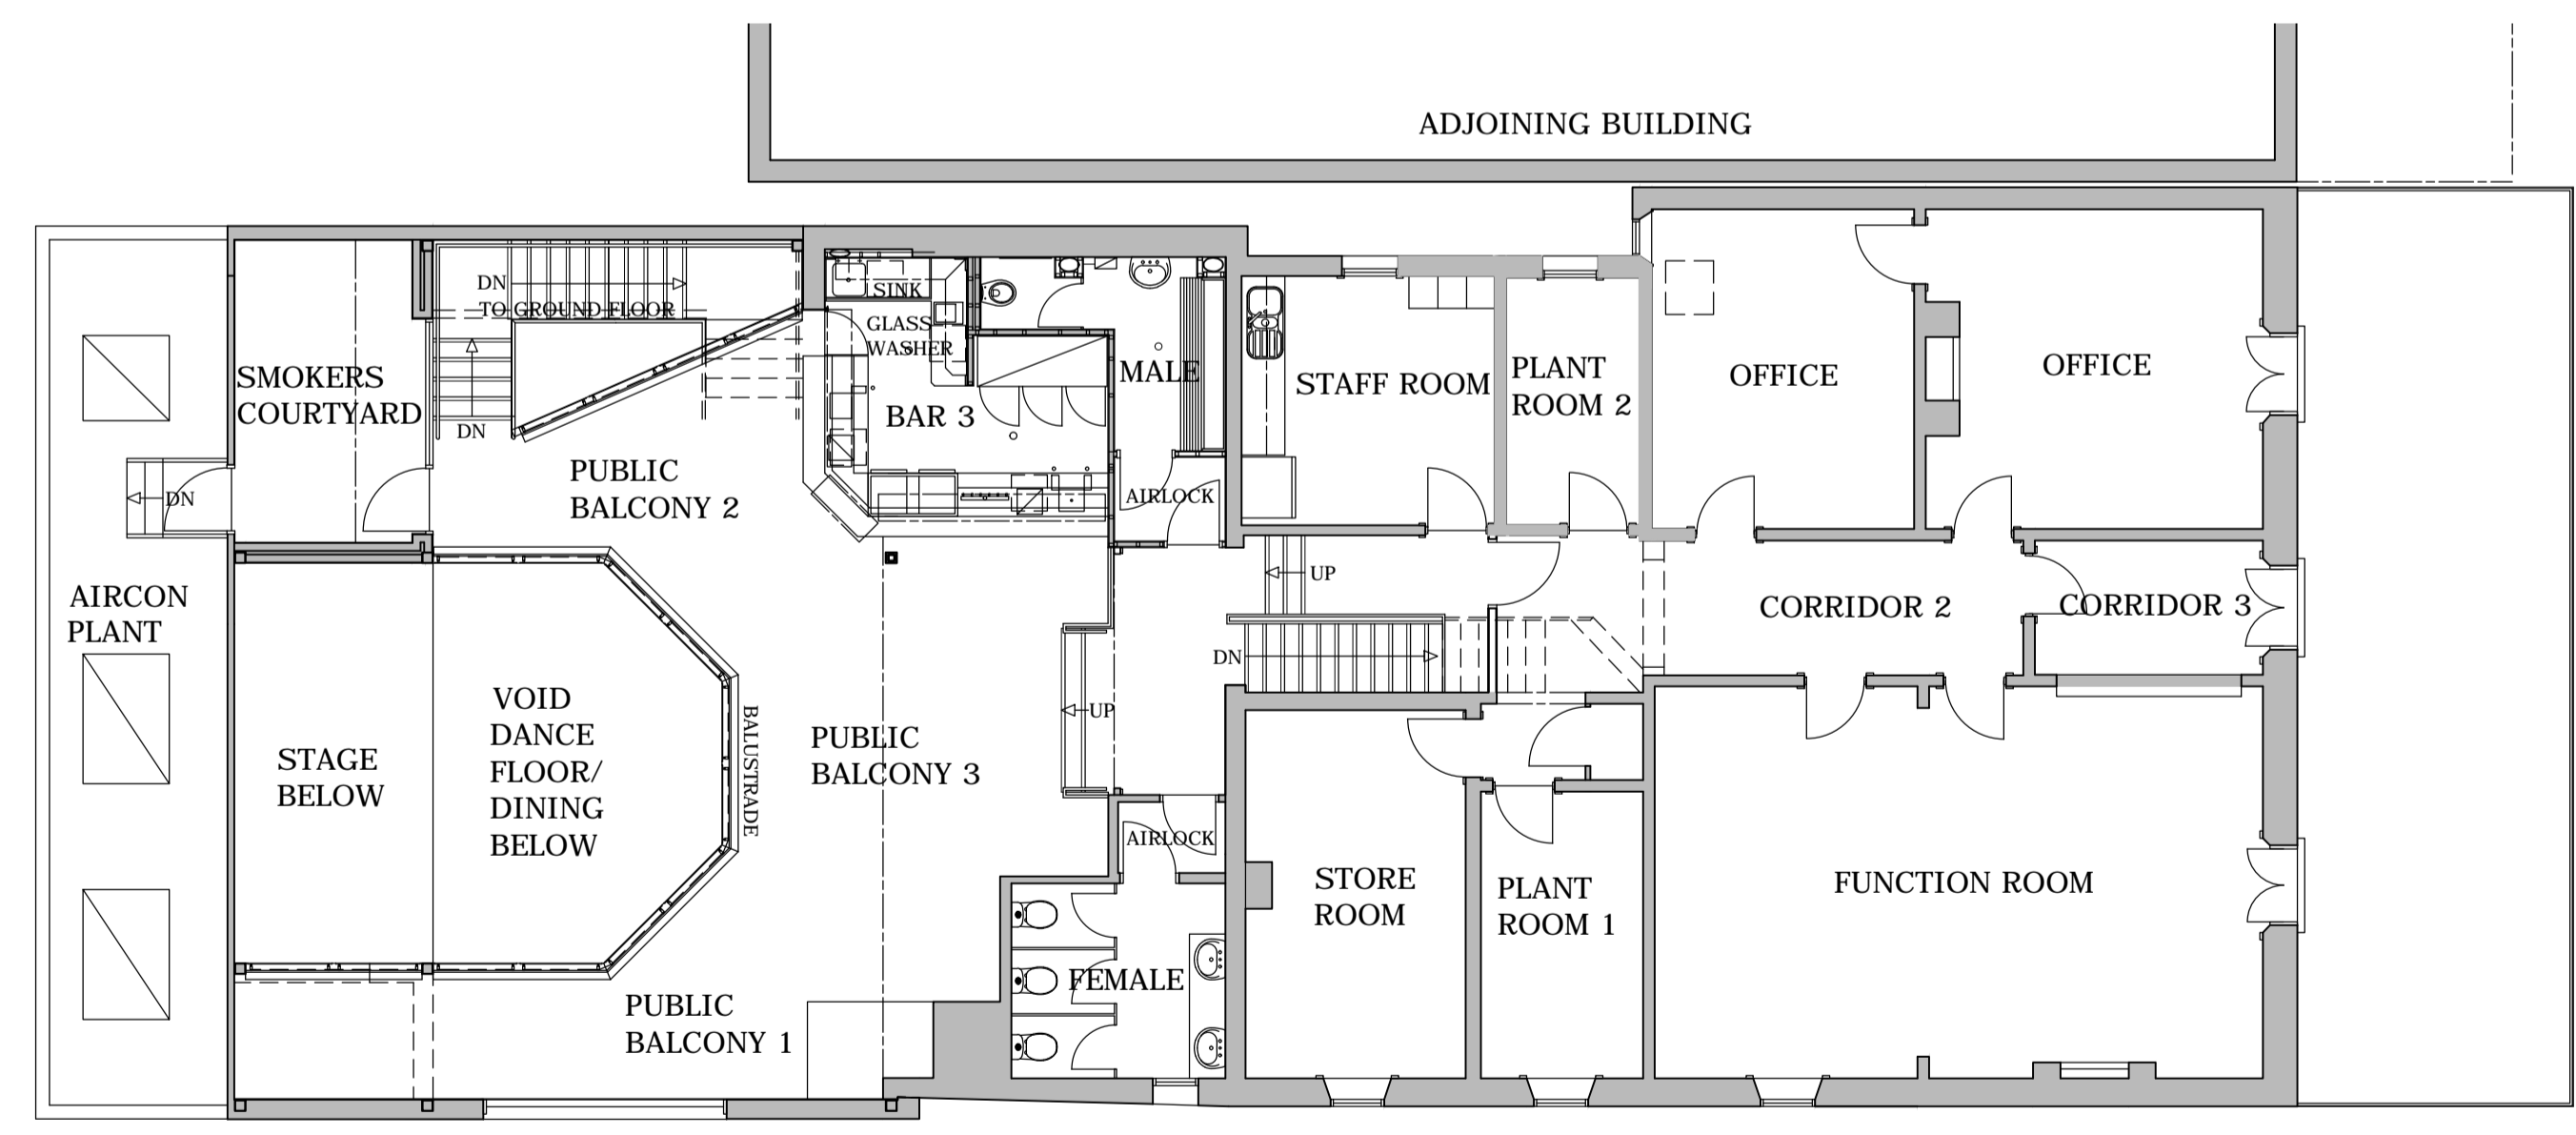 ADJOINING BUILDING
DN
TO GROUND FLOOR
DN
SINK
GLASS
WASHER
SMOKERS
COURTYARD
BAR 3
MALE
STAFF ROOM
PLANT
ROOM 2
OFFICE
OFFICE
PUBLIC
BALCONY 2
DN
AIRLOCK
AIRCON
PLANT
UP
CORRIDOR 2
CORRIDOR 3
DN
VOID
DANCE
FLOOR/
DINING
BELOW
STAGE
BELOW
BALUSTRADE
UP
PUBLIC
BALCONY 3
AIRLOCK
STORE
ROOM
PLANT
ROOM 1
FUNCTION ROOM
FEMALE
PUBLIC
BALCONY 1